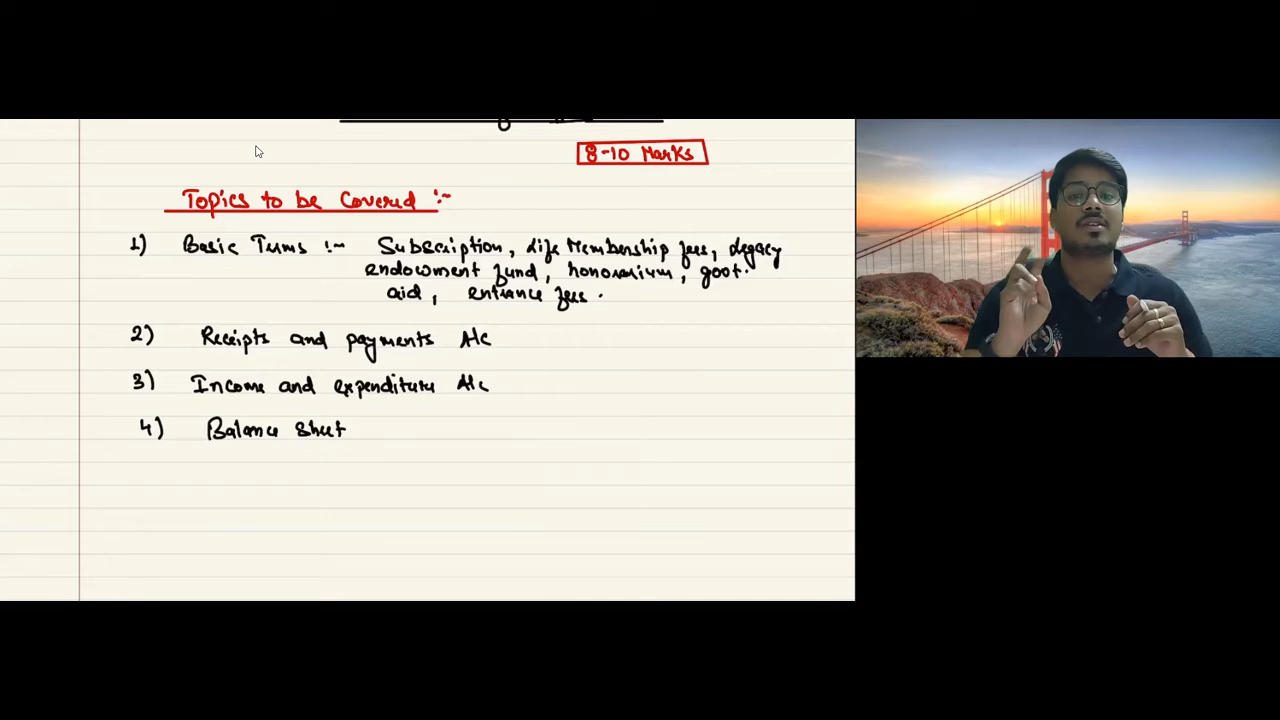 8-10 Marks
Topics to be Covered :-
1) Basic Terms :- Subscription, life Membership fees, legacy
endowment fund, honorarium, govt.
aid, entrance fees.
2) Receipts and payments A/c
3) Income and expenditure A/c
4) Balance Sheet